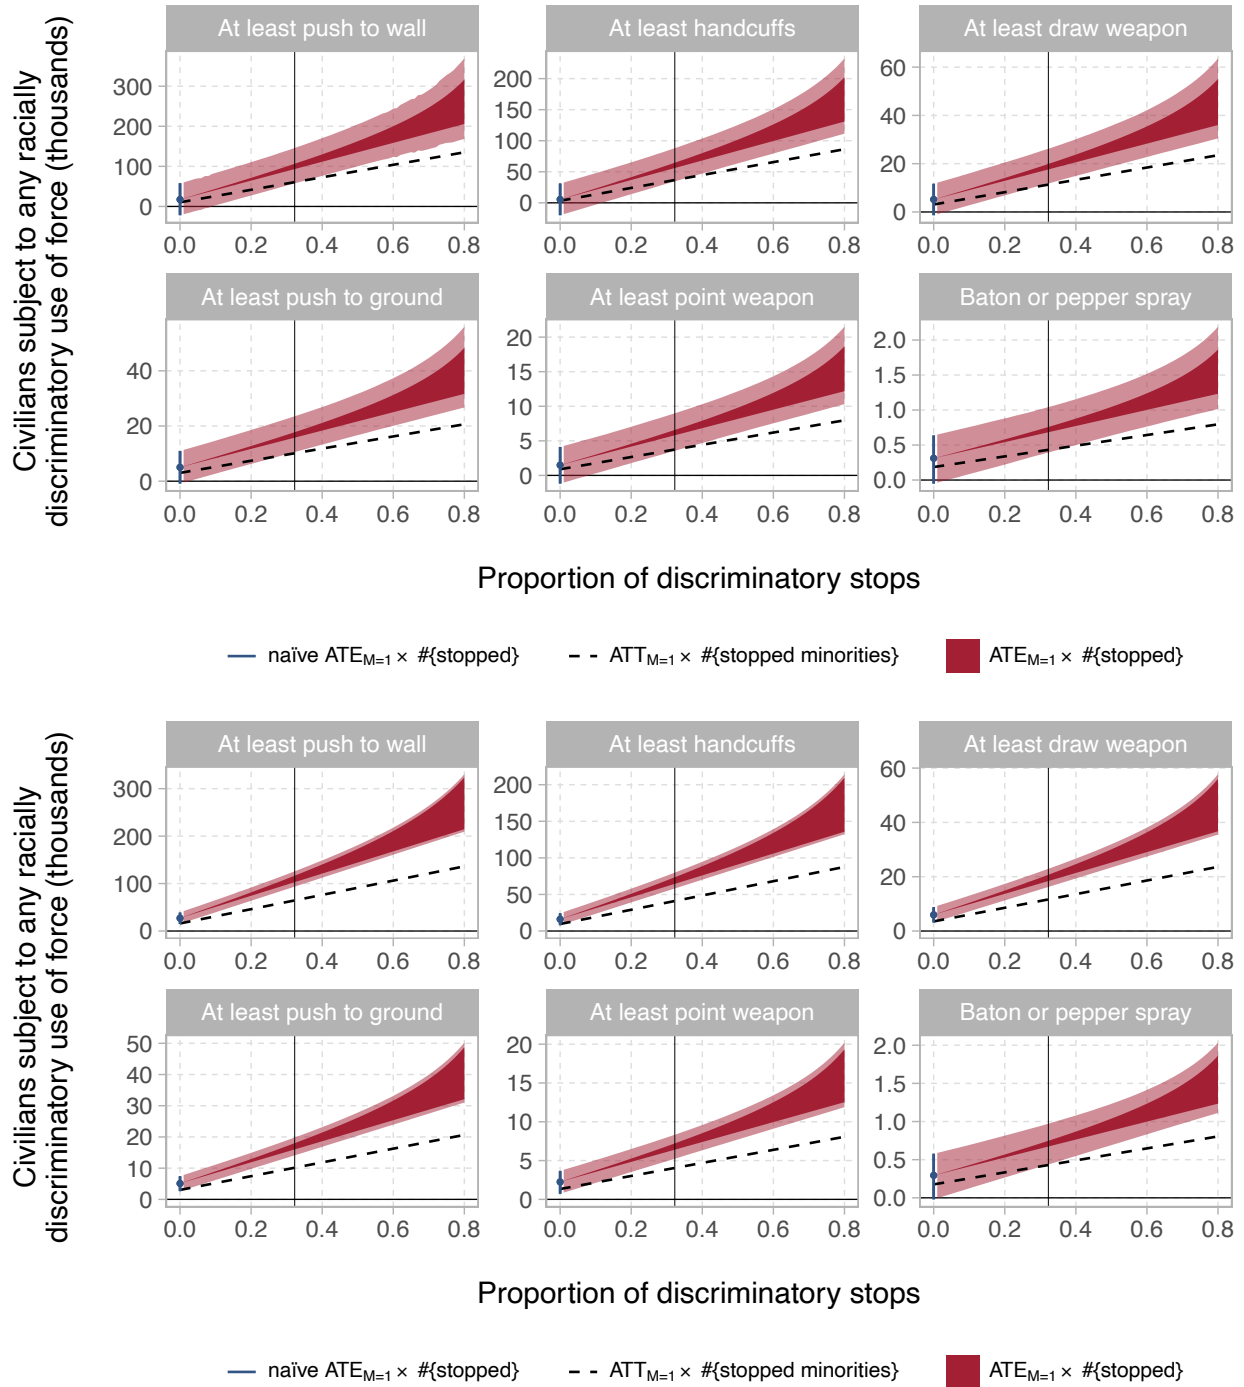 Civilians subject to any racially
discriminatory use of force (thousands)
At least push to wall
At least handcuffs
At least draw weapon
300
200
100
0
0.0 0.2 0.4 0.6 0.8
200
150
100
50
0
0.0 0.2 0.4 0.6 0.8
60
40
20
0
0.0 0.2 0.4 0.6 0.8
At least push to ground
At least point weapon
Baton or pepper spray
40
20
0
0.0 0.2 0.4 0.6 0.8
20
15
10
5
0
0.0 0.2 0.4 0.6 0.8
2.0
1.5
1.0
0.5
0.0
0.0 0.2 0.4 0.6 0.8
Proportion of discriminatory stops
naïve ATE_{M=1} × #{stopped}
ATT_{M=1} × #{stopped minorities}
ATE_{M=1} × #{stopped}
Civilians subject to any racially
discriminatory use of force (thousands)
At least push to wall
At least handcuffs
At least draw weapon
300
200
100
0
0.0 0.2 0.4 0.6 0.8
200
150
100
50
0
0.0 0.2 0.4 0.6 0.8
60
40
20
0
0.0 0.2 0.4 0.6 0.8
At least push to ground
At least point weapon
Baton or pepper spray
50
40
30
20
10
0
0.0 0.2 0.4 0.6 0.8
20
15
10
5
0
0.0 0.2 0.4 0.6 0.8
2.0
1.5
1.0
0.5
0.0
0.0 0.2 0.4 0.6 0.8
Proportion of discriminatory stops
naïve ATE_{M=1} × #{stopped}
ATT_{M=1} × #{stopped minorities}
ATE_{M=1} × #{stopped}